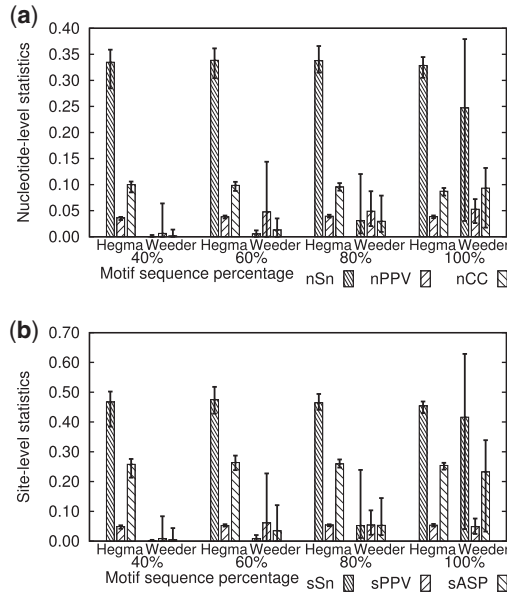 (a)
0.40
0.35
0.30
0.25
0.20
0.15
0.10
0.05
0.00
Nucleotide-level statistics
Hegma Weeder Hegma Weeder Hegma Weeder Hegma Weeder
40% 60% 80% 100%
Motif sequence percentage
nSn nPPV nCC
(b)
0.70
0.60
0.50
0.40
0.30
0.20
0.10
0.00
Site-level statistics
Hegma Weeder Hegma Weeder Hegma Weeder Hegma Weeder
40% 60% 80% 100%
Motif sequence percentage
sSn sPPV sASP